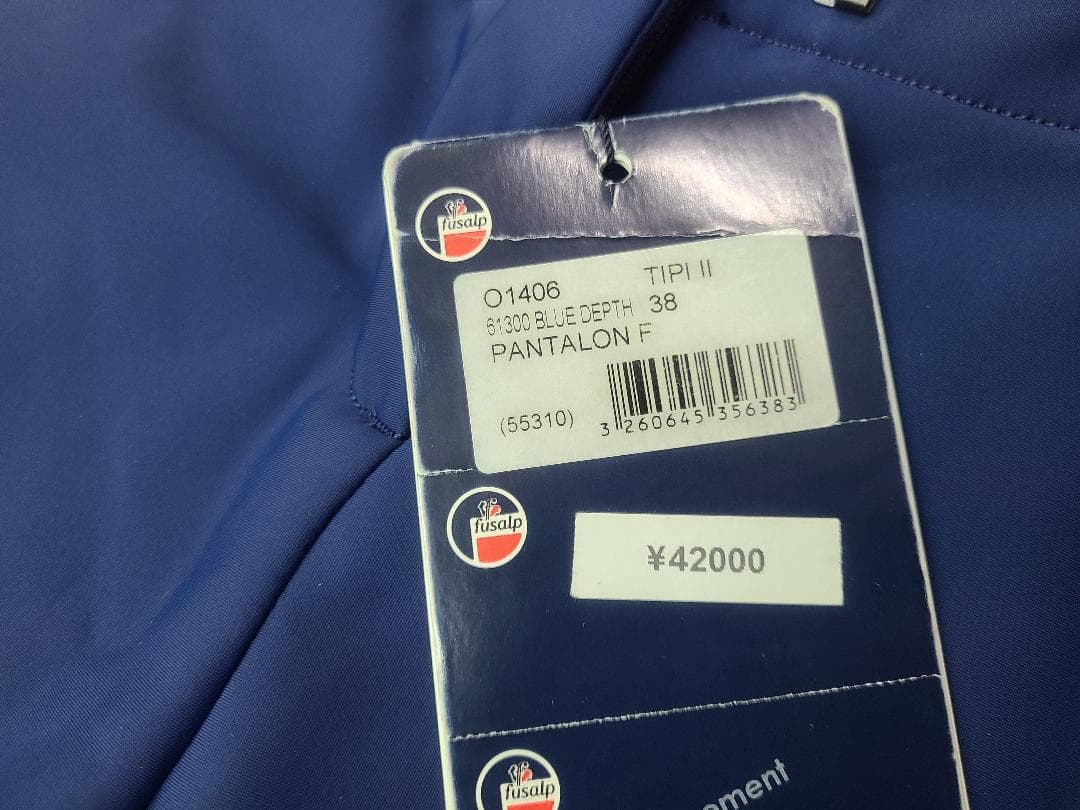 fusalp
O1406
TIPI II
61300 BLUE DEPTH
38
PANTALON F
(55310)
3 260645 356383
fusalp
¥42000
fusalp
ement